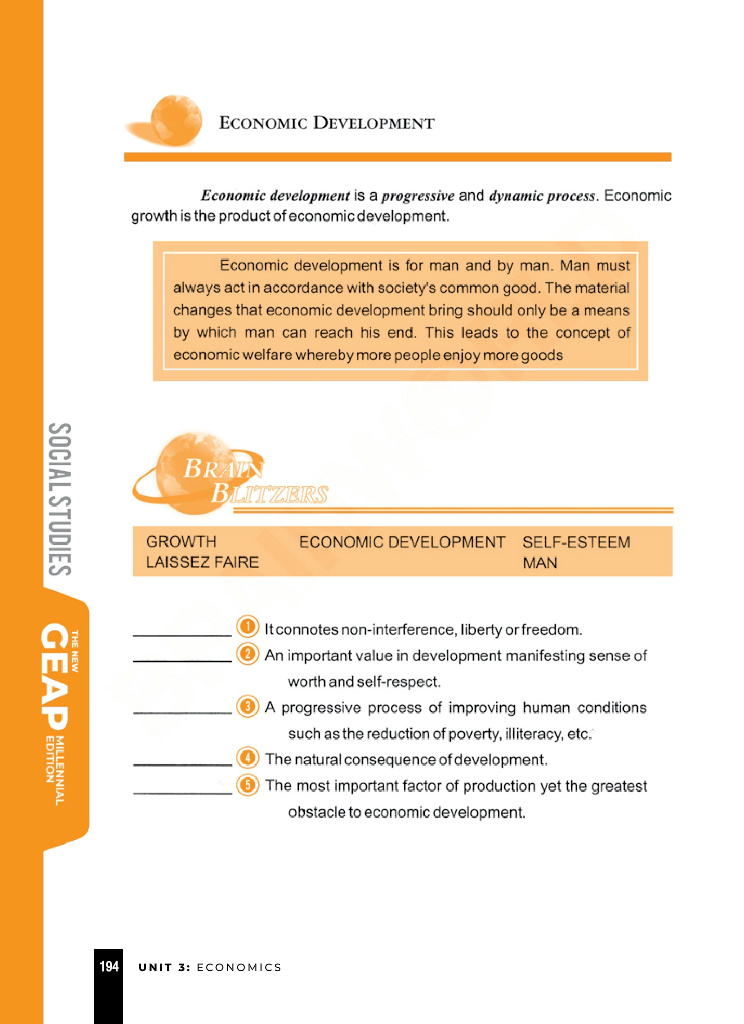 ECONOMIC DEVELOPMENT
Economic development is a progressive and dynamic process. Economic
growth is the product of economic development.
Economic development is for man and by man. Man must
always act in accordance with society's common good. The material
changes that economic development bring should only be a means
by which man can reach his end. This leads to the concept of
economic welfare whereby more people enjoy more goods
BRAIN
BLITZERS
GROWTH ECONOMIC DEVELOPMENT SELF-ESTEEM
LAISSEZ FAIRE MAN
1 It connotes non-interference, liberty or freedom.
2 An important value in development manifesting sense of
worth and self-respect.
3 A progressive process of improving human conditions
such as the reduction of poverty, illiteracy, etc.
4 The natural consequence of development.
5 The most important factor of production yet the greatest
obstacle to economic development.
SOCIAL STUDIES
THE NEW
GEAP
MILLENNIAL
EDITION
194 UNIT 3: ECONOMICS